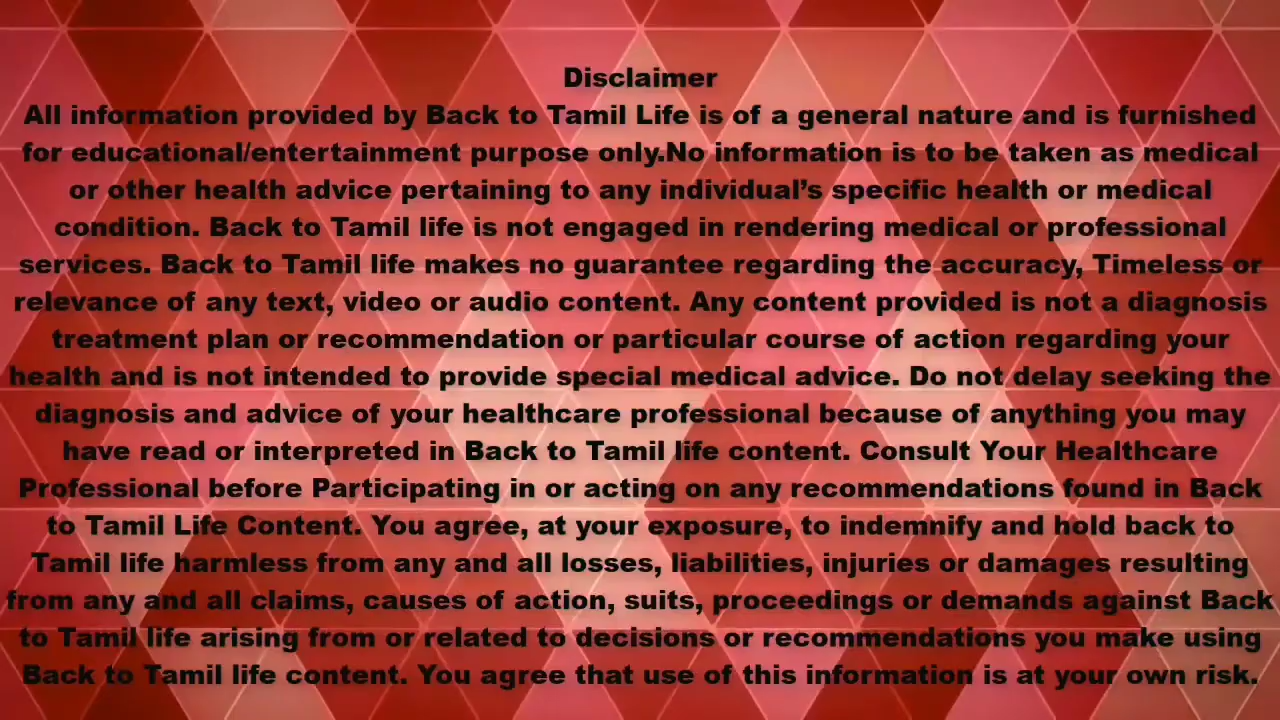 Disclaimer
All information provided by Back to Tamil Life is of a general nature and is furnished
for educational/entertainment purpose only.No information is to be taken as medical
or other health advice pertaining to any individual’s specific health or medical
condition. Back to Tamil life is not engaged in rendering medical or professional
services. Back to Tamil life makes no guarantee regarding the accuracy, Timeless or
relevance of any text, video or audio content. Any content provided is not a diagnosis
treatment plan or recommendation or particular course of action regarding your
health and is not intended to provide special medical advice. Do not delay seeking the
diagnosis and advice of your healthcare professional because of anything you may
have read or interpreted in Back to Tamil life content. Consult Your Healthcare
Professional before Participating in or acting on any recommendations found in Back
to Tamil Life Content. You agree, at your exposure, to indemnify and hold back to
Tamil life harmless from any and all losses, liabilities, injuries or damages resulting
from any and all claims, causes of action, suits, proceedings or demands against Back
to Tamil life arising from or related to decisions or recommendations you make using
Back to Tamil life content. You agree that use of this information is at your own risk.